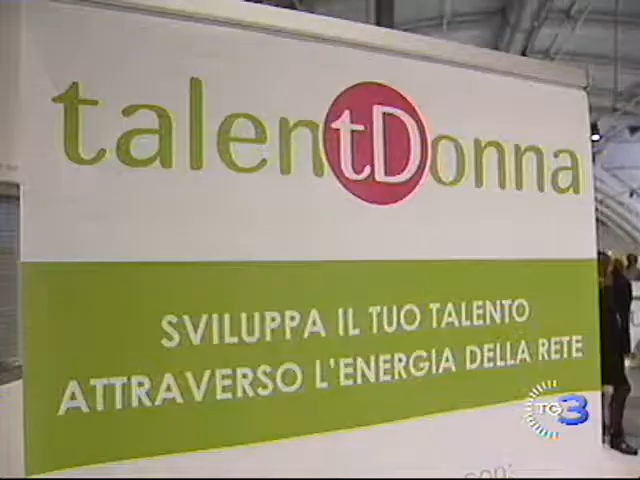 talentDonna
SVILUPPA IL TUO TALENTO
ATTRAVERSO L'ENERGIA DELLA RETE
TG3